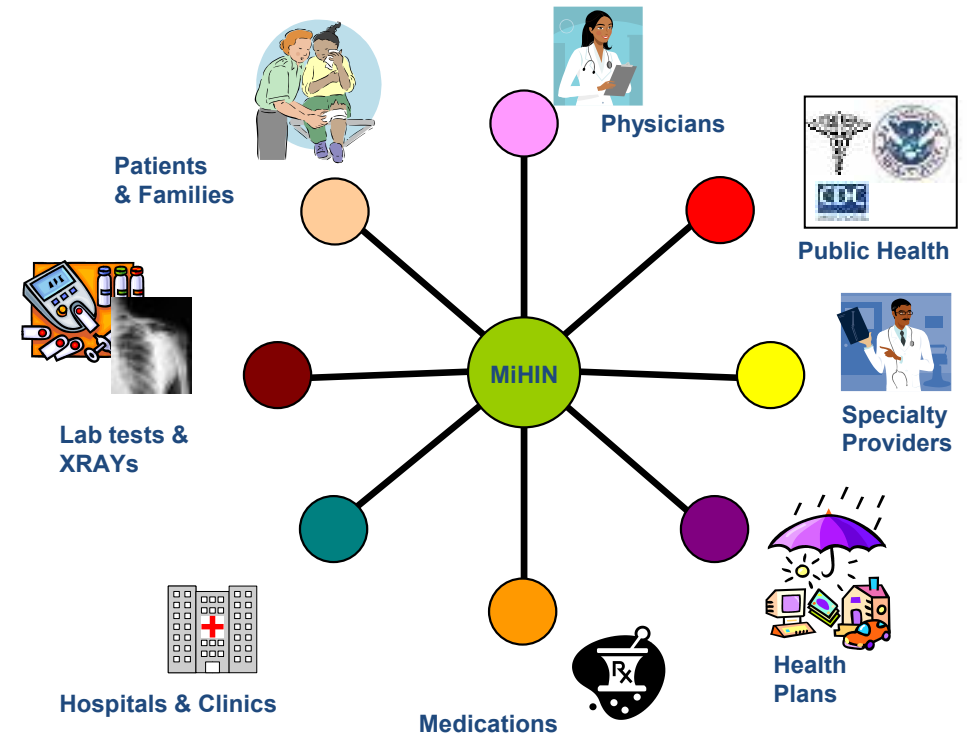 Physicians
Patients
& Families
CDC
Public Health
MiHIN
Specialty
Providers
Lab tests &
XRAYs
Rx
Health
Plans
Hospitals & Clinics
Medications